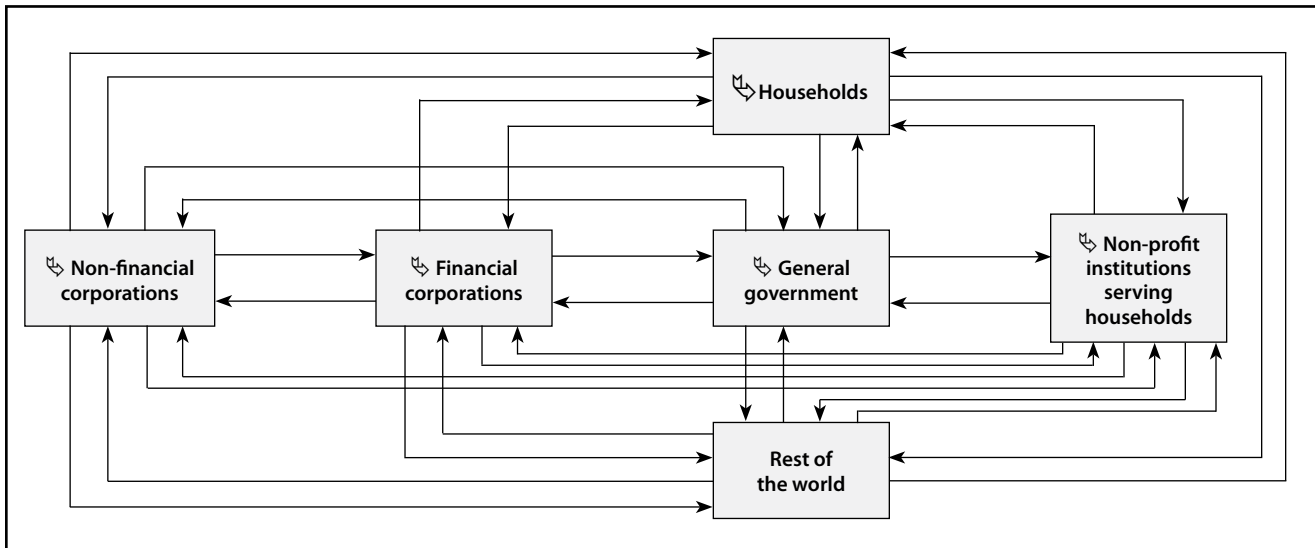 Households
Non-financial
corporations
Financial
corporations
General
government
Non-profit
institutions
serving
households
Rest of
the world